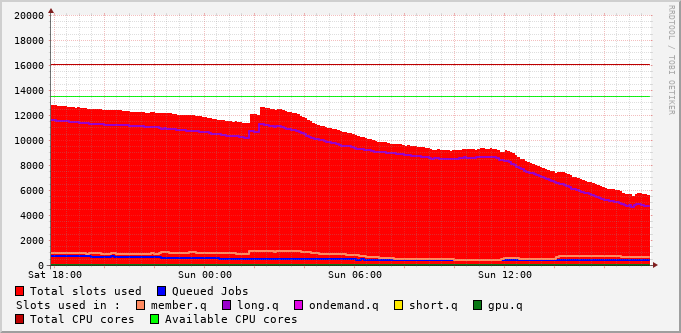 20000
18000
16000
14000
12000
10000
8000
6000
4000
2000
0
Sat 18:00 Sun 00:00 Sun 06:00 Sun 12:00
Total slots used Queued Jobs
Slots used in : member.q long.q ondemand.q short.q gpu.q
Total CPU cores Available CPU cores
RRDTOOL / TOBI OETIKER